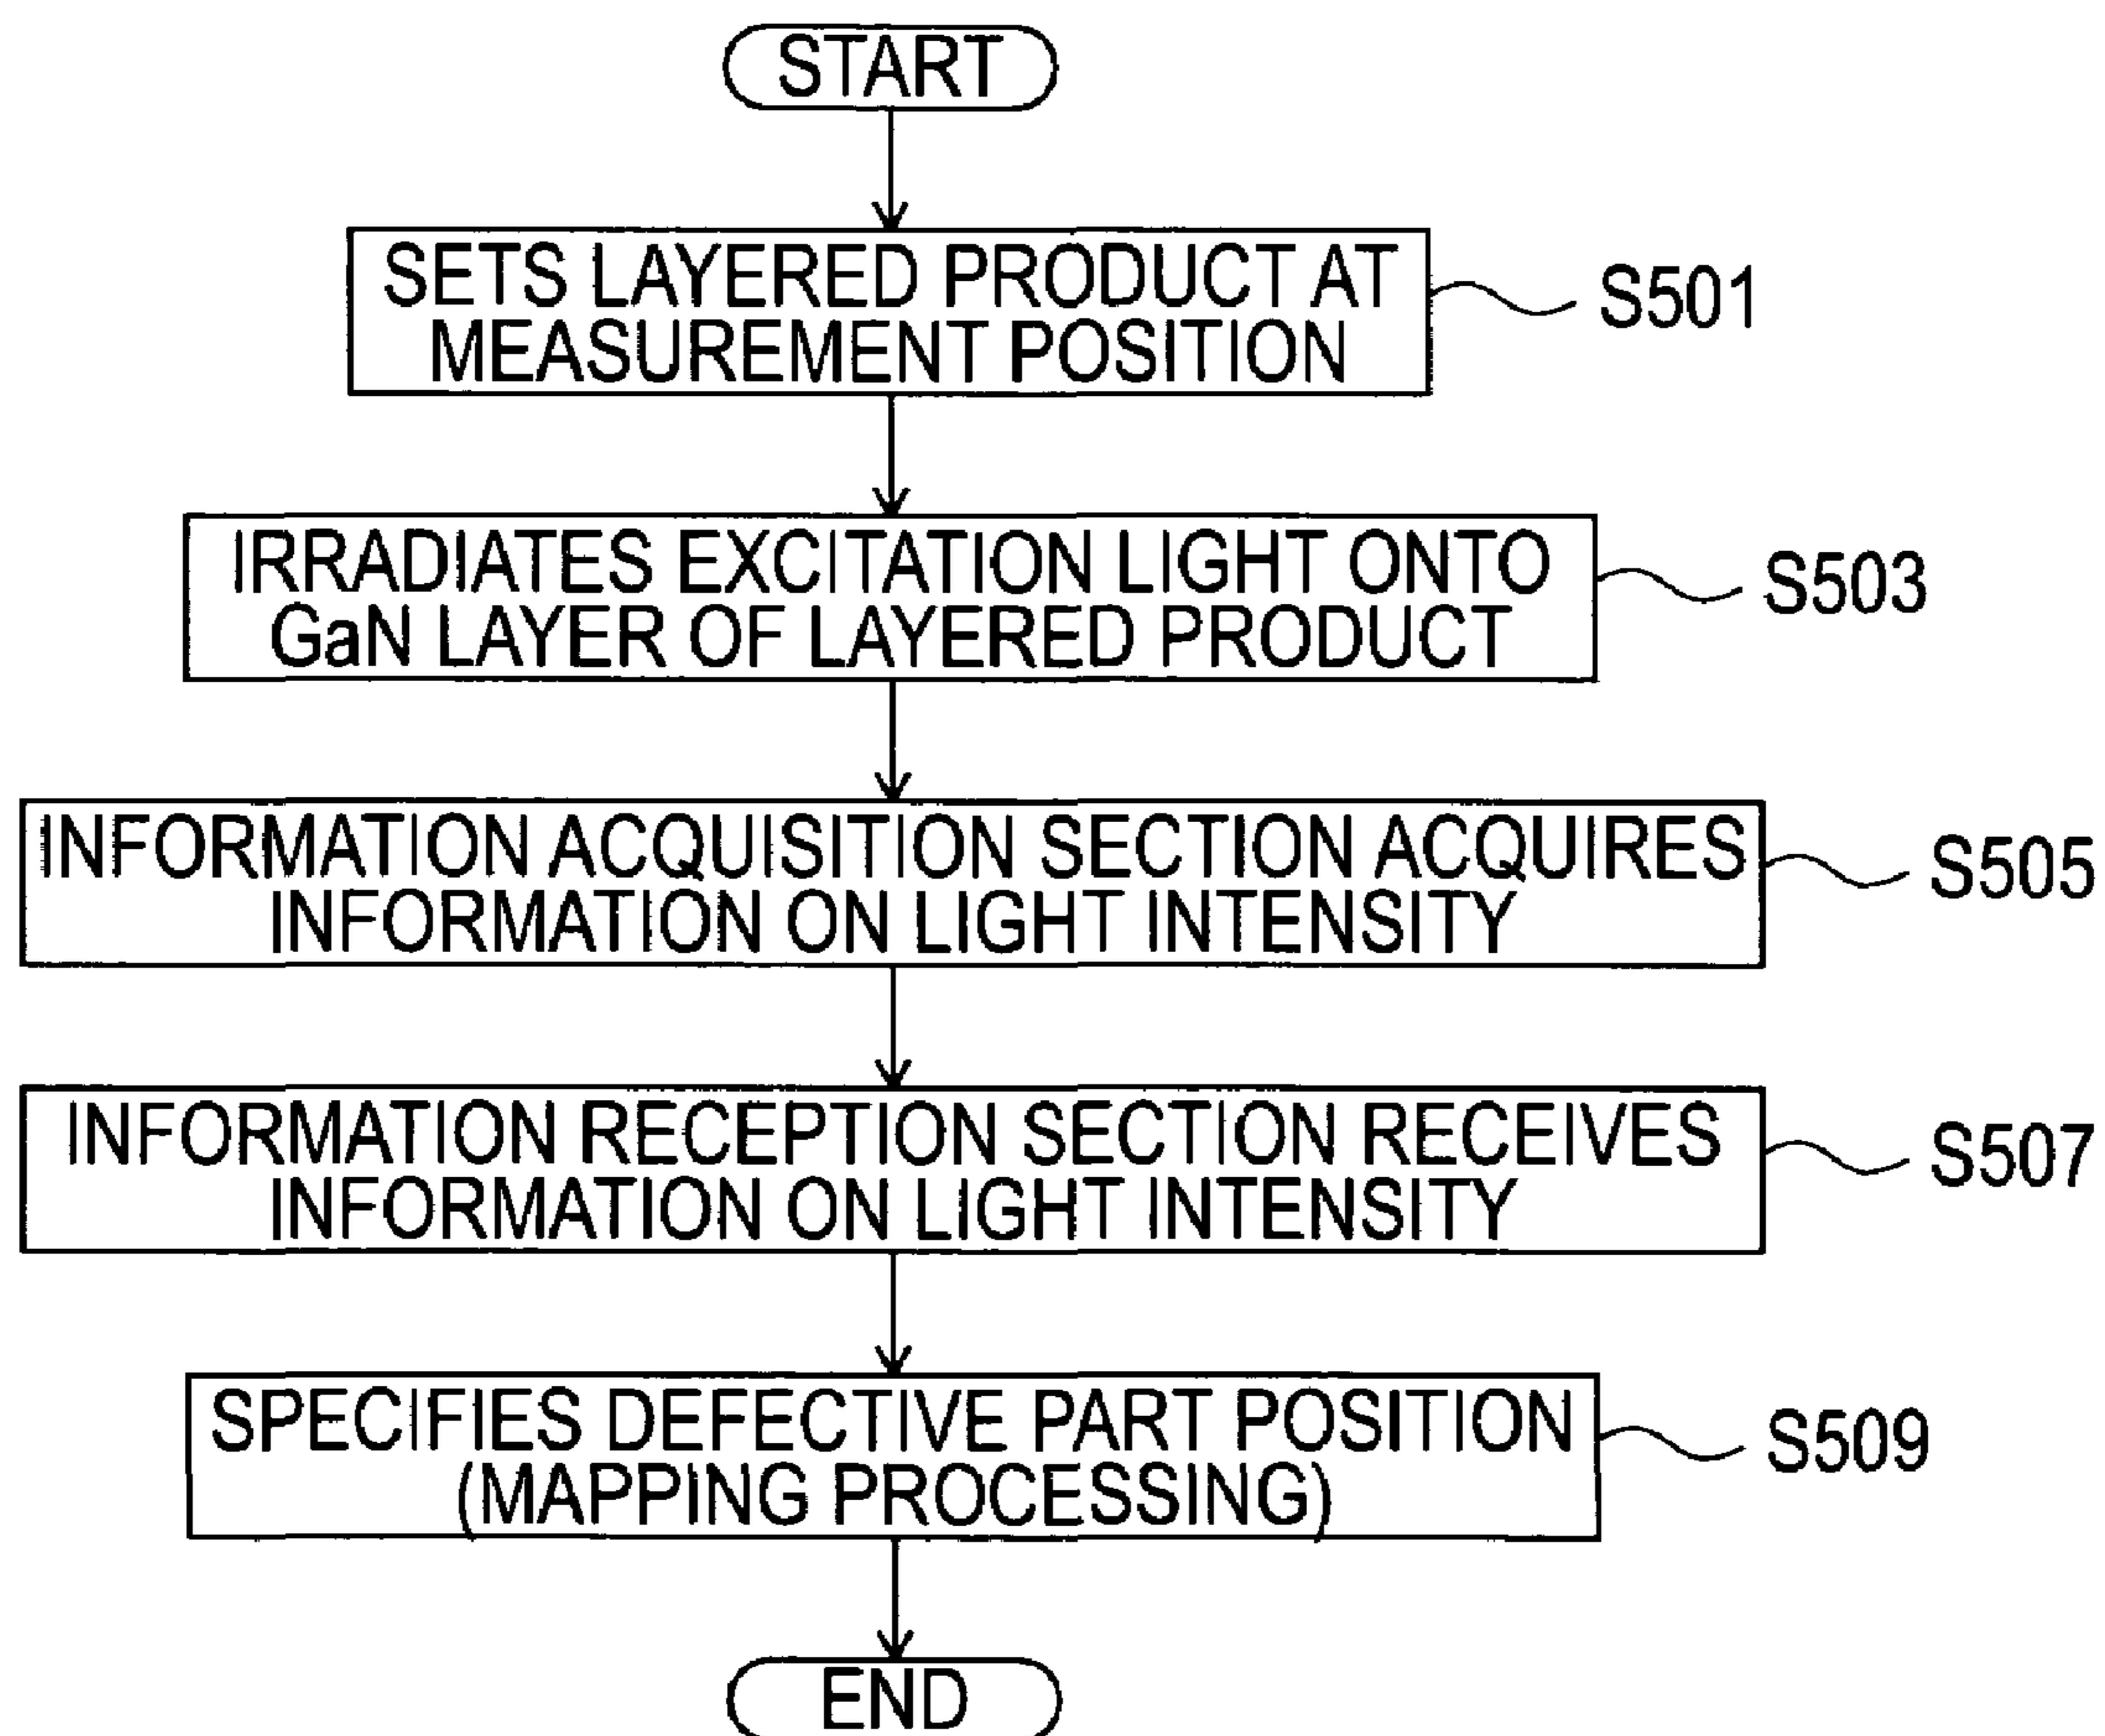 START
SETS LAYERED PRODUCT AT
MEASUREMENT POSITION
S501
IRRADIATES EXCITATION LIGHT ONTO
GaN LAYER OF LAYERED PRODUCT
S503
INFORMATION ACQUISITION SECTION ACQUIRES
INFORMATION ON LIGHT INTENSITY
S505
INFORMATION RECEPTION SECTION RECEIVES
INFORMATION ON LIGHT INTENSITY
S507
SPECIFIES DEFECTIVE PART POSITION
(MAPPING PROCESSING)
S509
END